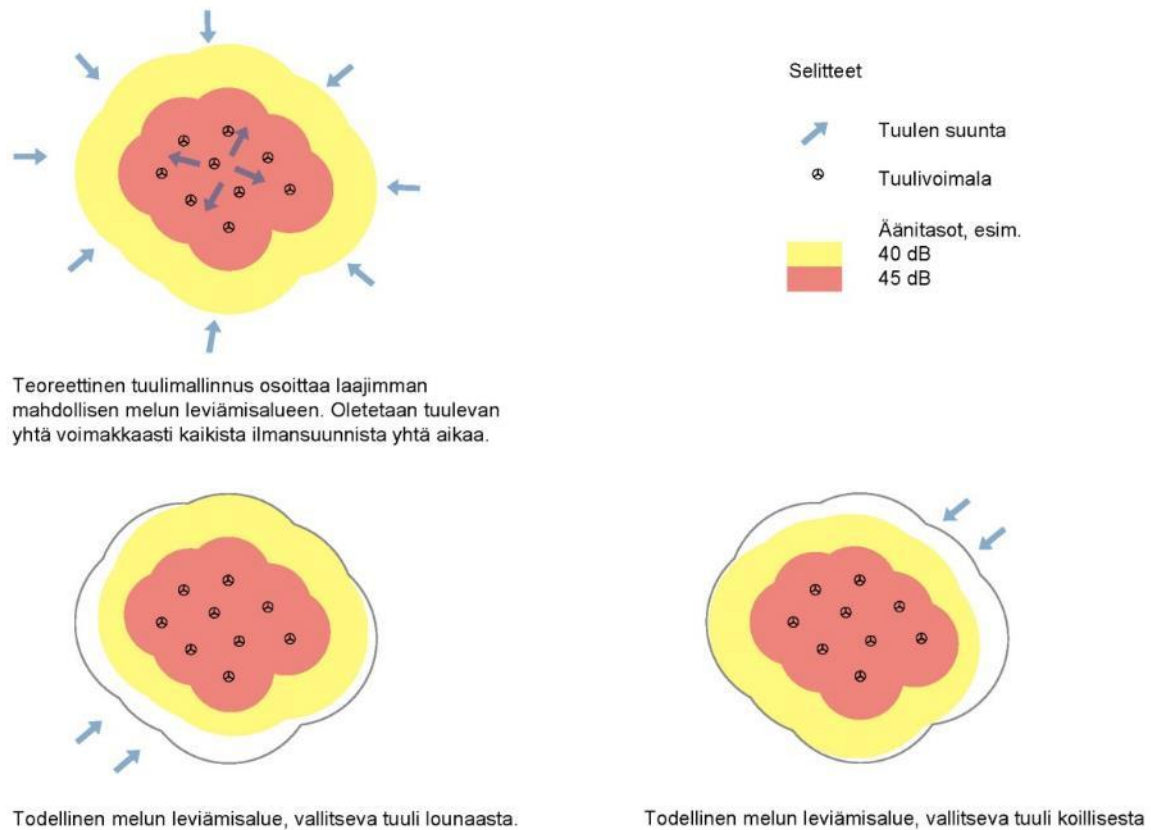 Selitteet
Tuulen suunta
Tuulivoimala
Äänitasot, esim.
40 dB
45 dB
Teoreettinen tuulimallinnus osoittaa laajimman
mahdollisen melun leviämisalueen. Oletetaan tuulevan
yhtä voimakkaasti kaikista ilmansuunnista yhtä aikaa.
Todellinen melun leviämisalue, vallitseva tuuli lounaasta.
Todellinen melun leviämisalue, vallitseva tuuli koillisesta